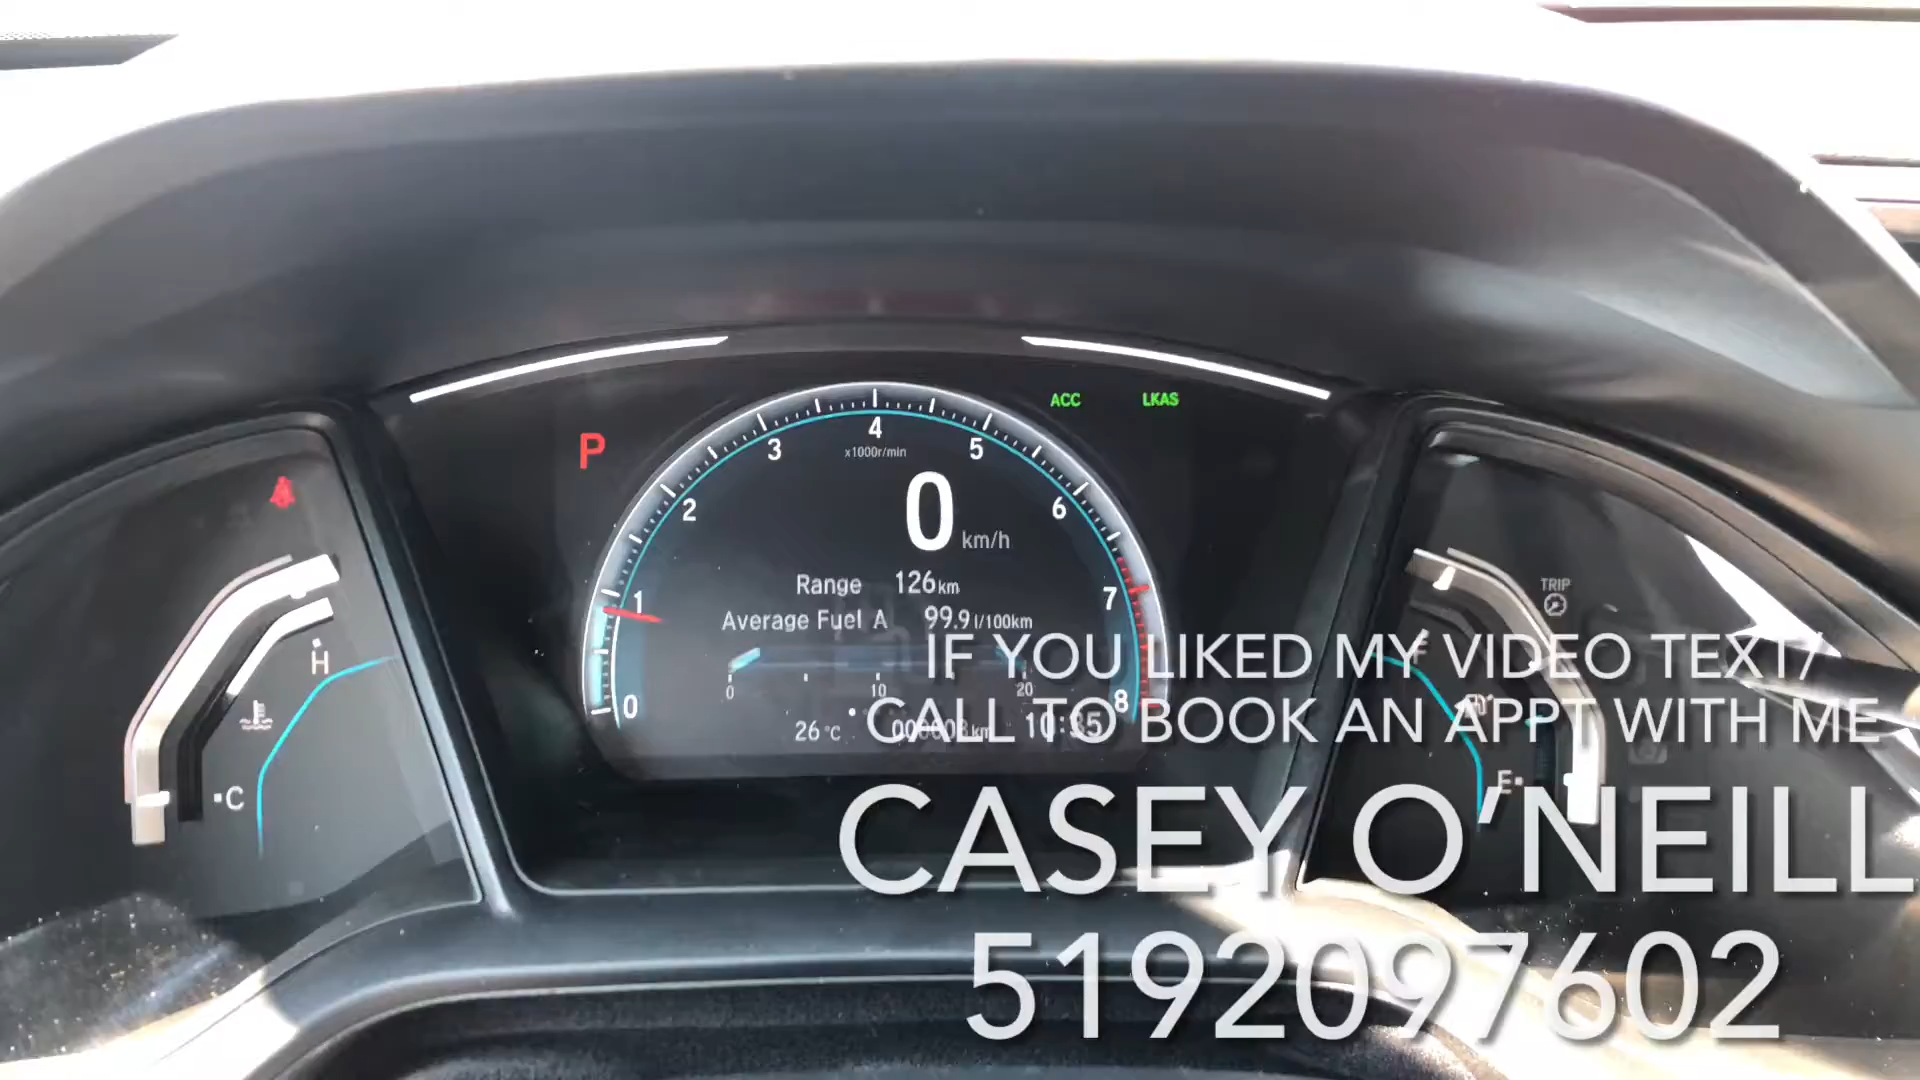 ACC LKAS
P
4
3 5
x1000r/min
2 6
0 km/h
Range 126km
1 7
Average Fuel A 99.9 l/100km
0 8
0 10 20
26°C 10:35
H
C
TRIP
F
E
IF YOU LIKED MY VIDEO TEXT/
CALL TO BOOK AN APPT WITH ME
CASEY O'NEILL
5192097602